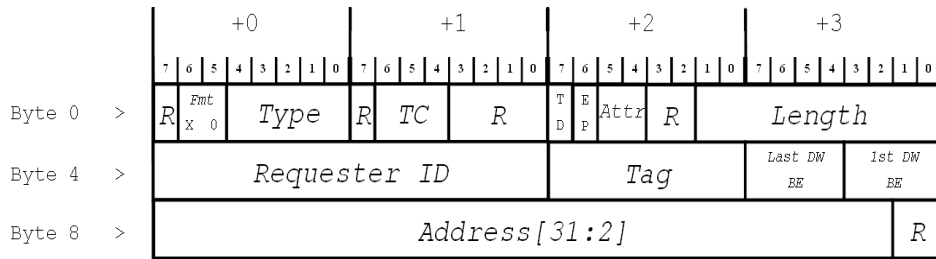 +0 +1 +2 +3
7 6 5 4 3 2 1 0 7 6 5 4 3 2 1 0 7 6 5 4 3 2 1 0 7 6 5 4 3 2 1 0
Byte 0 > R Fmt X 0 Type R TC R TD EP Attr R Length
Byte 4 > Requester ID Tag Last DW BE 1st DW BE
Byte 8 > Address[31:2] R